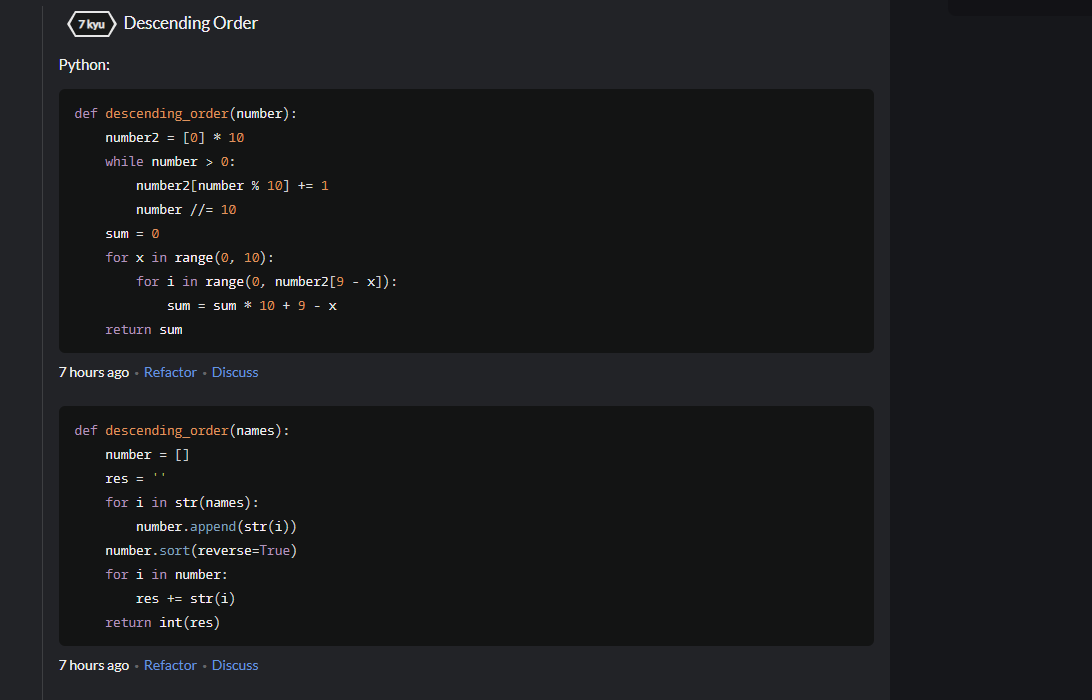 7 kyu Descending Order
Python:
def descending_order(number):
    number2 = [0] * 10
    while number > 0:
        number2[number % 10] += 1
        number //= 10
    sum = 0
    for x in range(0, 10):
        for i in range(0, number2[9 - x]):
            sum = sum * 10 + 9 - x
    return sum
7 hours ago • Refactor • Discuss
def descending_order(names):
    number = []
    res = ''
    for i in str(names):
        number.append(str(i))
    number.sort(reverse=True)
    for i in number:
        res += str(i)
    return int(res)
7 hours ago • Refactor • Discuss